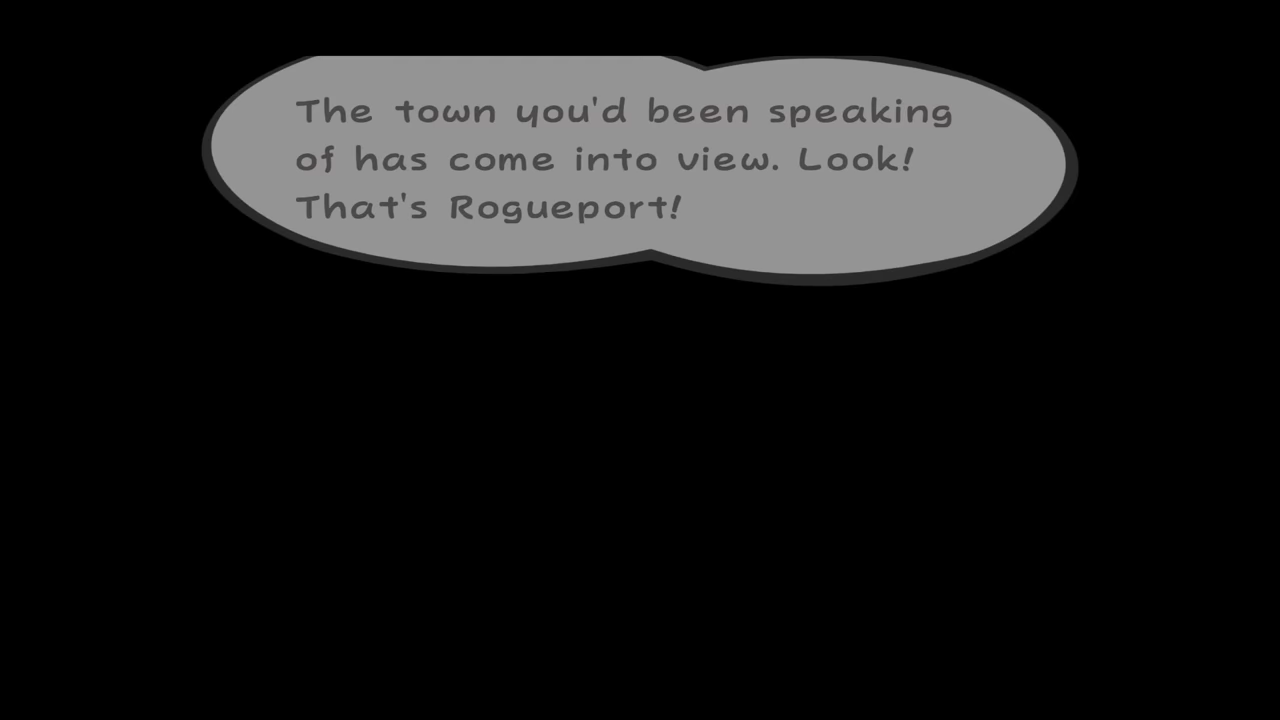 The town you'd been speaking
of has come into view. Look!
That's Rogueport!